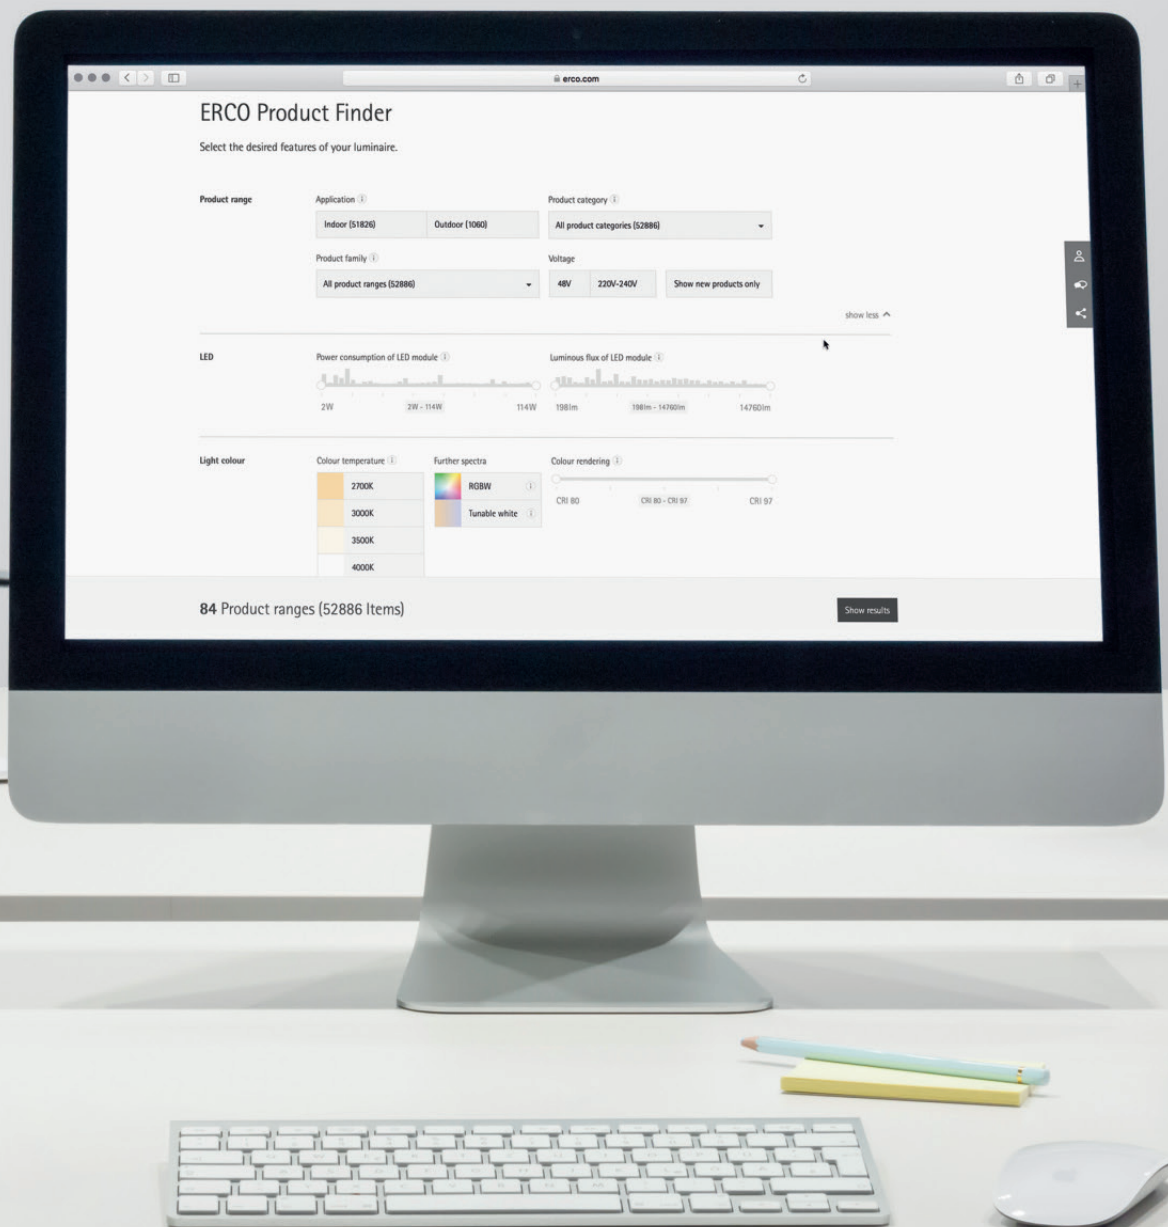 erco.com
ERCO Product Finder
Select the desired features of your luminaire.
Product range
Application
Product category
Indoor (51826)
Outdoor (1060)
All product categories (52886)
Product family
Voltage
All product ranges (52886)
48V
220V-240V
Show new products only
show less
LED
Power consumption of LED module
Luminous flux of LED module
2W
2W - 114W
114W
198lm
198lm - 14760lm
14760lm
Light colour
Colour temperature
Further spectra
Colour rendering
2700K
RGBW
3000K
Tunable white
CRI 80
CRI 80 - CRI 97
CRI 97
3500K
4000K
84 Product ranges (52886 Items)
Show results